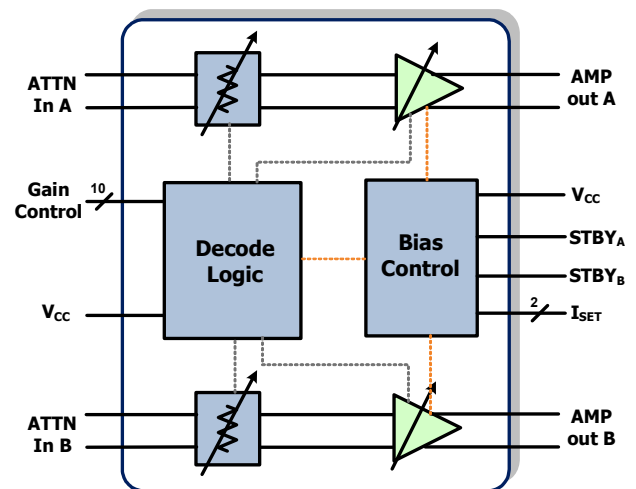 ATTN
In A
AMP
out A
10
Gain
Control
Decode
Logic
Bias
Control
VCC
STBYA
STBYB
2
ISET
VCC
ATTN
In B
AMP
out B